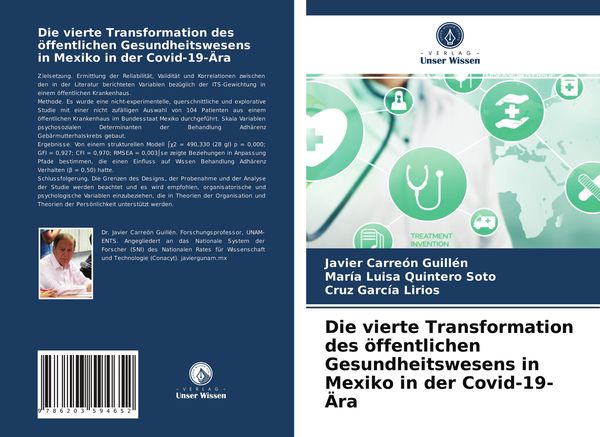 Die vierte Transformation des
öffentlichen Gesundheitswesens
in Mexiko in der Covid-19-Ära
Zielsetzung. Ermittlung der Reliabilität, Validität und Korrelationen zwischen
den in der Literatur berichteten Variablen bezüglich der ITS-Gewichtung in
einem öffentlichen Krankenhaus.
Methode. Es wurde eine nicht-experimentelle, querschnittliche und explorative
Studie mit einer nicht zufälligen Auswahl von 104 Patienten aus einem
öffentlichen Krankenhaus im Bundesstaat Mexiko durchgeführt. Skala Variablen
psychosozialen Determinanten der Behandlung Adhärenz
Gebärmutterhalskrebs gebaut.
Ergebnisse. Von einem strukturellen Modell ⌈χ2 = 490,330 (28 gl) p = 0,000;
GFI = 0,927; CFI = 0,970; RMSEA = 0,003⌉se zeigte Beziehungen ni Anpassung
Pfade bestimmen, die einen Einfluss auf Wissen Behandlung Adhärenz
Verhalten (β = 0,50) hatte.
Schlussfolgerung. Die Grenzen des Designs, der Probenahme und der Analyse
der Studie werden beachtet und es wird empfohlen, organisatorische und
psychologische Variablen einzubeziehen, die in Theorien der Organisation und
Theorien der Persönlichkeit unterstützt werden.
Dr. Javier Carreón Guillén. Forschungsprofessor, UNAM-
ENTS. Angegliedert an das Nationale System der
Forscher (SNI) des Nationalen Rates für Wissenschaft
und Technologie (Conacyt). javiergunam.mx
9 786203 594652
VERLAG
Unser Wissen
VERLAG
Unser Wissen
TREATMENT
INVENTION
Javier Carreón Guillén
María Luisa Quintero Soto
Cruz García Lirios
Die vierte Transformation
des öffentlichen
Gesundheitswesens in
Mexiko in der Covid-19-
Ära